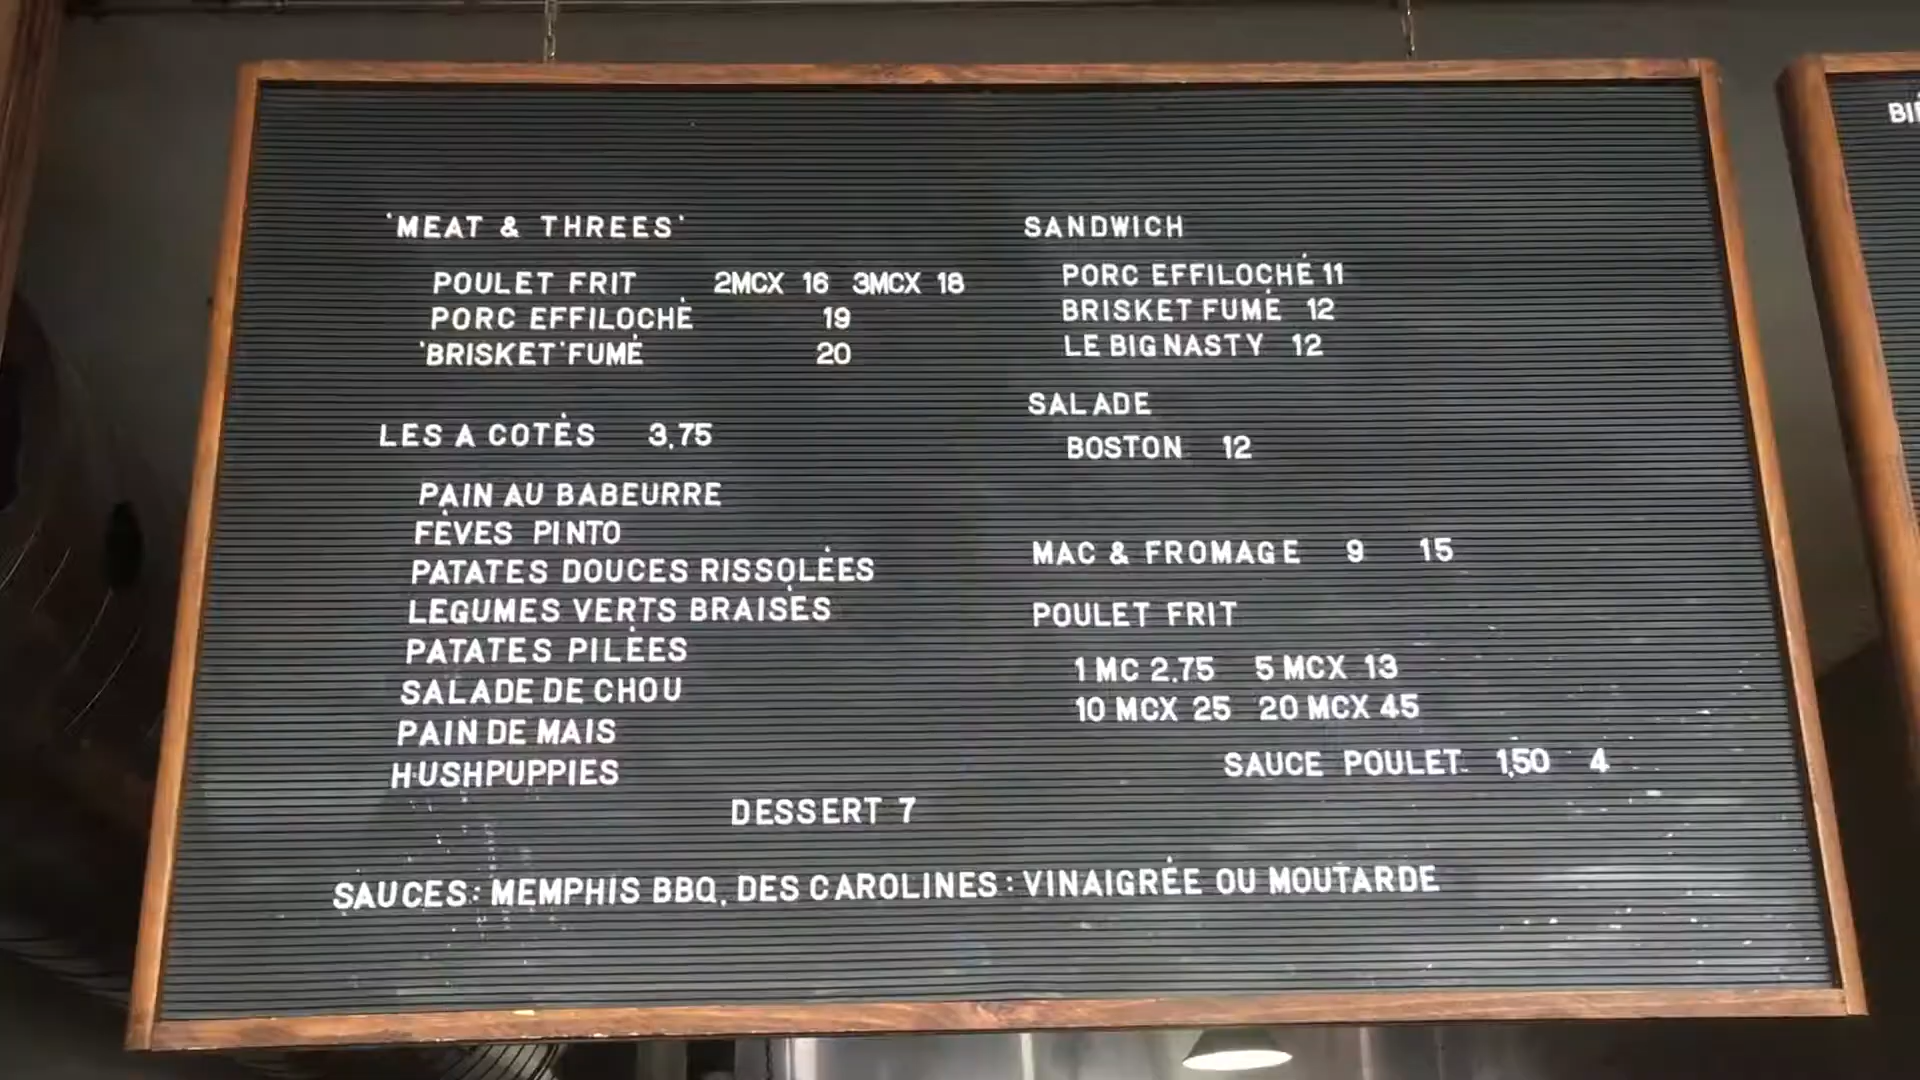 'MEAT & THREES'
POULET FRIT 2MCX 16 3MCX 18
PORC EFFILOCHÉ 19
'BRISKET' FUMÉ 20
LES A COTÉS 3,75
PAIN AU BABEURRE
FÈVES PINTO
PATATES DOUCES RISSOLÉES
LEGUMES VERTS BRAISÉS
PATATES PILÉES
SALADE DE CHOU
PAIN DE MAIS
HUSHPUPPIES
SANDWICH
PORC EFFILOCHÉ 11
BRISKET FUMÉ 12
LE BIG NASTY 12
SALADE
BOSTON 12
MAC & FROMAGE 9 15
POULET FRIT
1 MC 2.75 5 MCX 13
10 MCX 25 20 MCX 45
SAUCE POULET 1,50 4
DESSERT 7
SAUCES: MEMPHIS BBQ, DES CAROLINES: VINAIGRÉE OU MOUTARDE